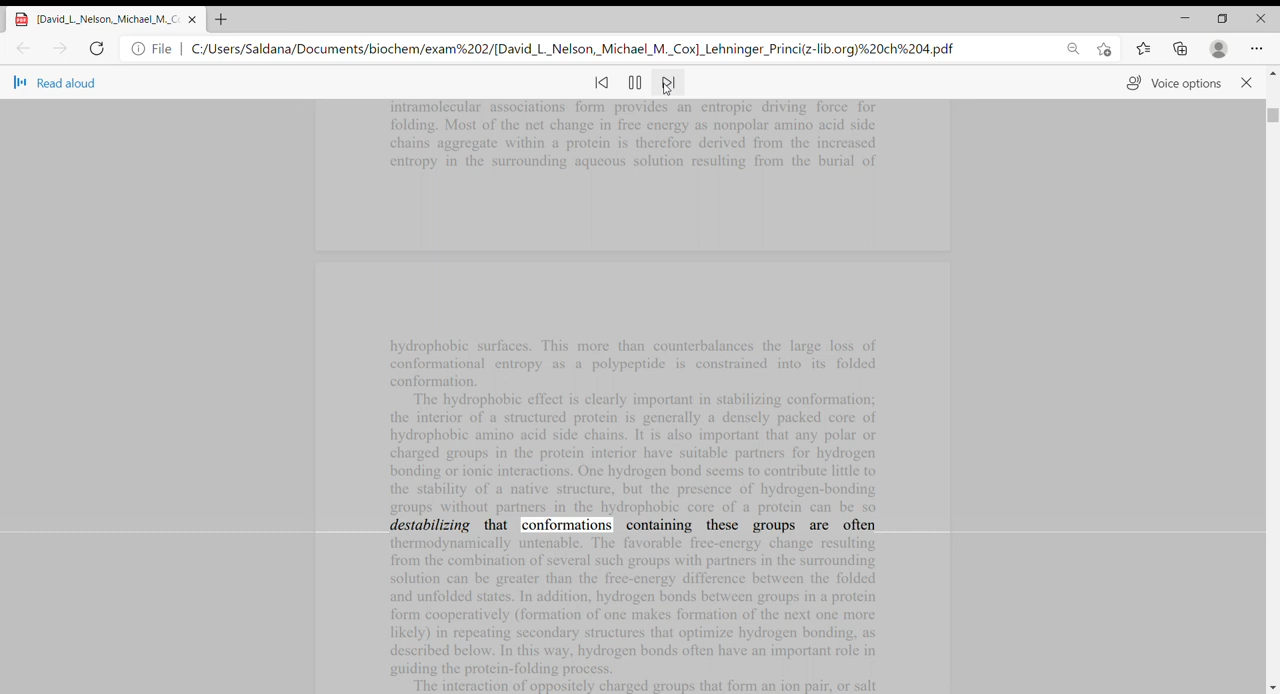 [David_L._Nelson,_Michael_M._Co
File | C:/Users/Saldana/Documents/biochem/exam%202/[David_L._Nelson,_Michael_M._Cox]_Lehninger_Princi(z-lib.org)%20ch%204.pdf
Read aloud
Voice options
intramolecular associations form provides an entropic driving force for
folding. Most of the net change in free energy as nonpolar amino acid side
chains aggregate within a protein is therefore derived from the increased
entropy in the surrounding aqueous solution resulting from the burial of
hydrophobic surfaces. This more than counterbalances the large loss of
conformational entropy as a polypeptide is constrained into its folded
conformation.
The hydrophobic effect is clearly important in stabilizing conformation;
the interior of a structured protein is generally a densely packed core of
hydrophobic amino acid side chains. It is also important that any polar or
charged groups in the protein interior have suitable partners for hydrogen
bonding or ionic interactions. One hydrogen bond seems to contribute little to
the stability of a native structure, but the presence of hydrogen-bonding
groups without partners in the hydrophobic core of a protein can be so
destabilizing that conformations containing these groups are often
thermodynamically untenable. The favorable free-energy change resulting
from the combination of several such groups with partners in the surrounding
solution can be greater than the free-energy difference between the folded
and unfolded states. In addition, hydrogen bonds between groups in a protein
form cooperatively (formation of one makes formation of the next one more
likely) in repeating secondary structures that optimize hydrogen bonding, as
described below. In this way, hydrogen bonds often have an important role in
guiding the protein-folding process.
The interaction of oppositely charged groups that form an ion pair, or salt